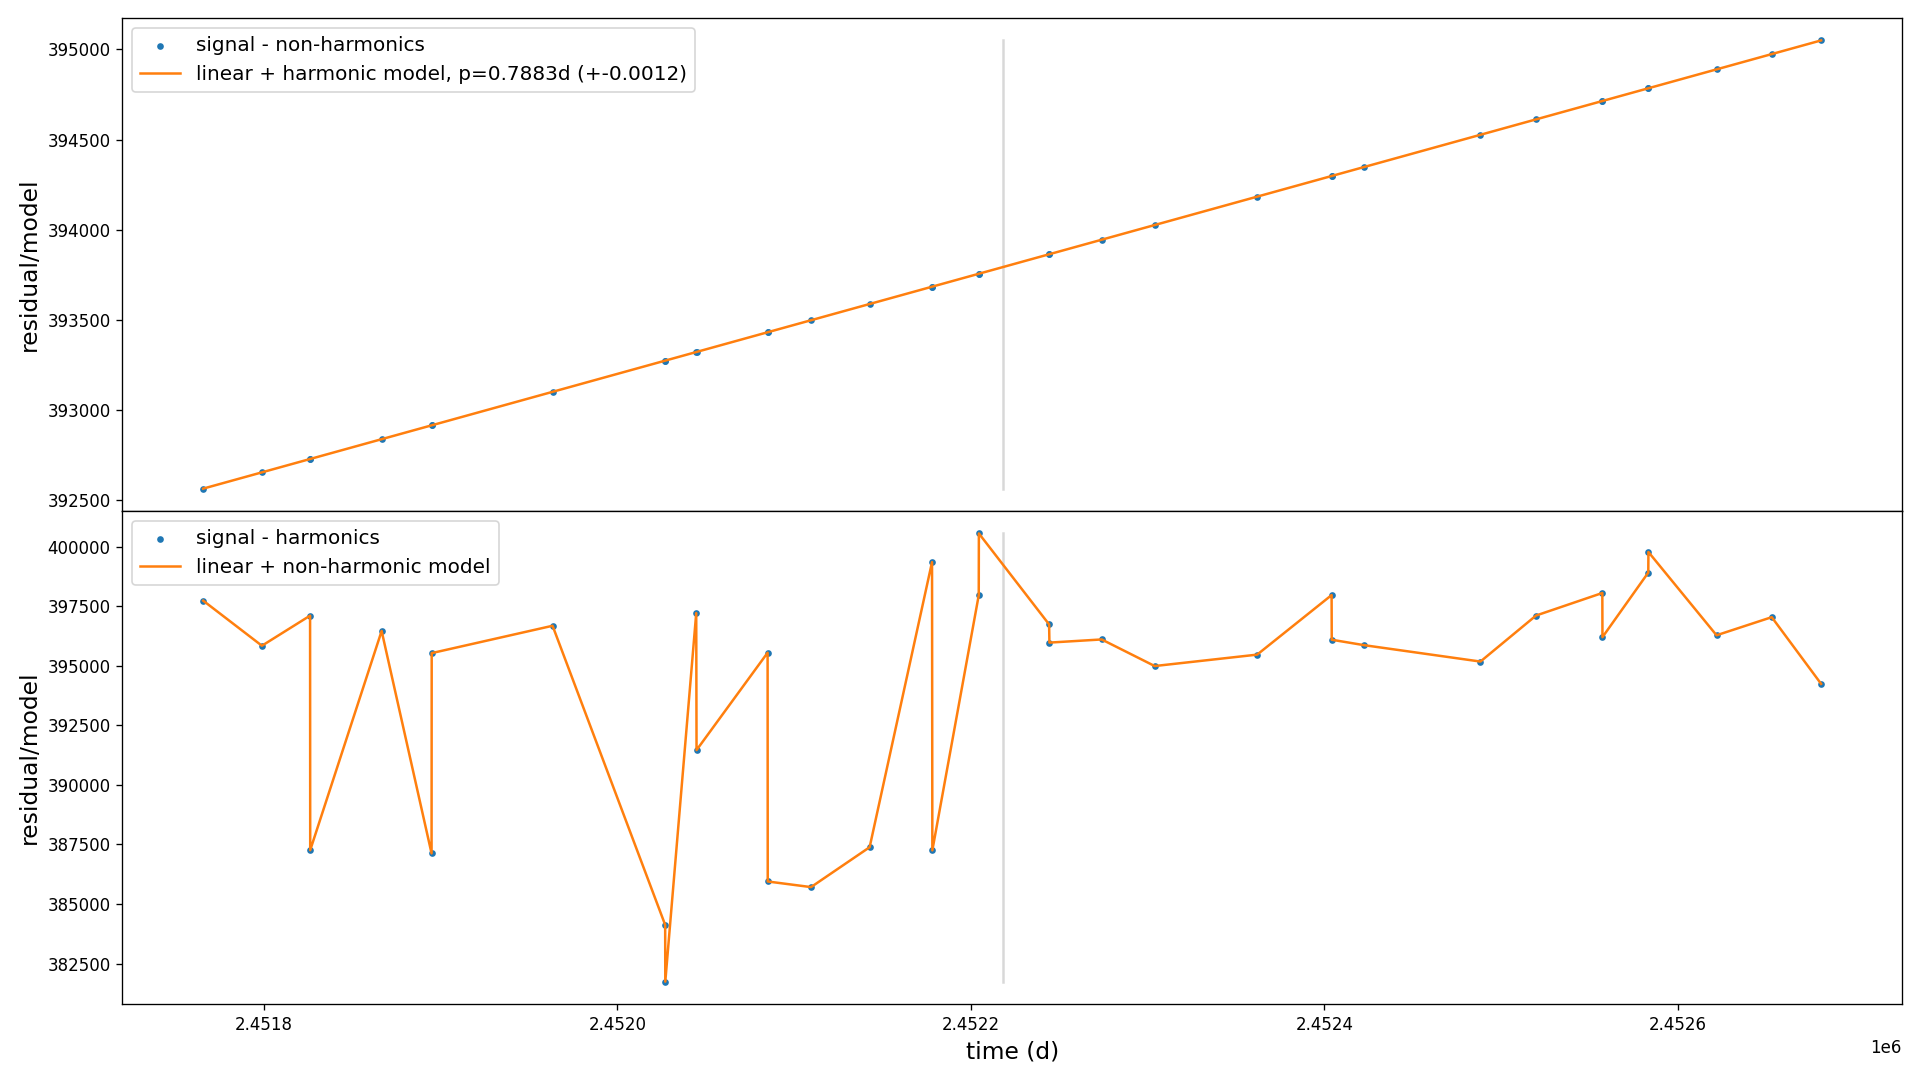 signal - non-harmonics
linear + harmonic model, p=0.7883d (+-0.0012)
395000
394500
394000
393500
393000
392500
residual/model
signal - harmonics
linear + non-harmonic model
400000
397500
395000
392500
390000
387500
385000
382500
residual/model
2.4518
2.4520
2.4522
2.4524
2.4526
1e6
time (d)